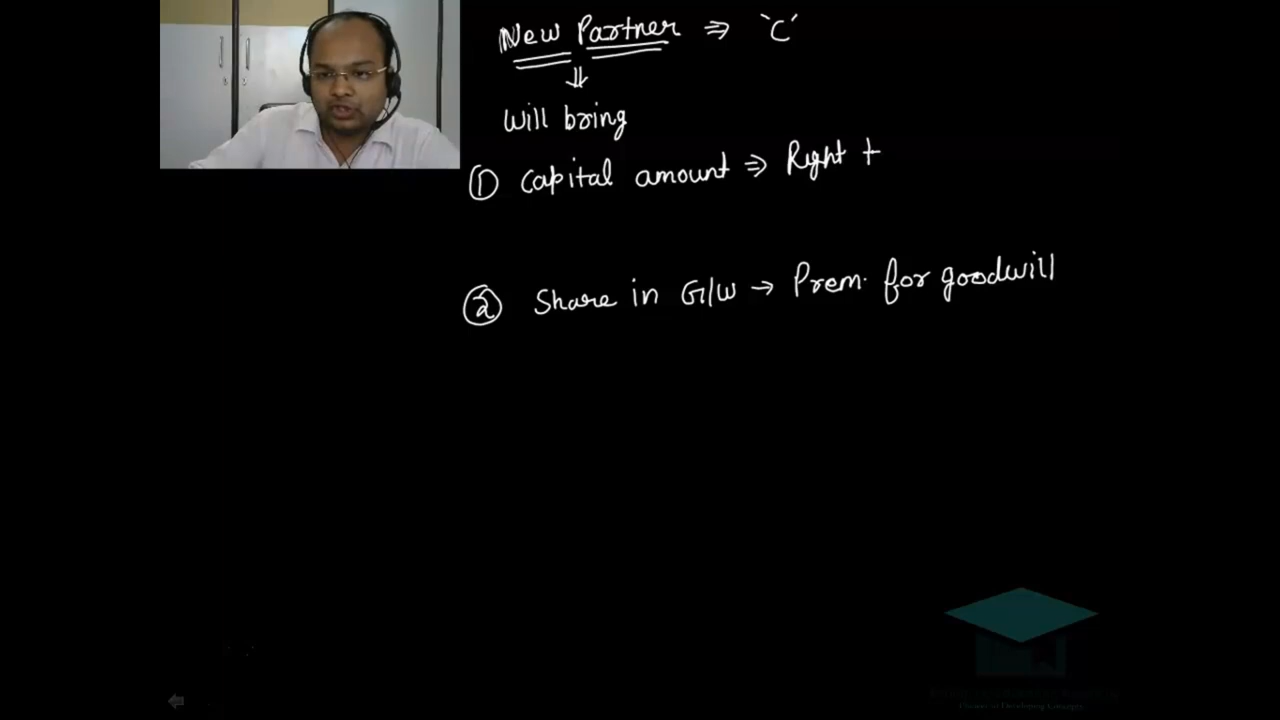 New Partner ⇒ 'C'
⇓
Will bring
① Capital amount ⇒ Right t
② Share in G/W → Prem. for goodwill